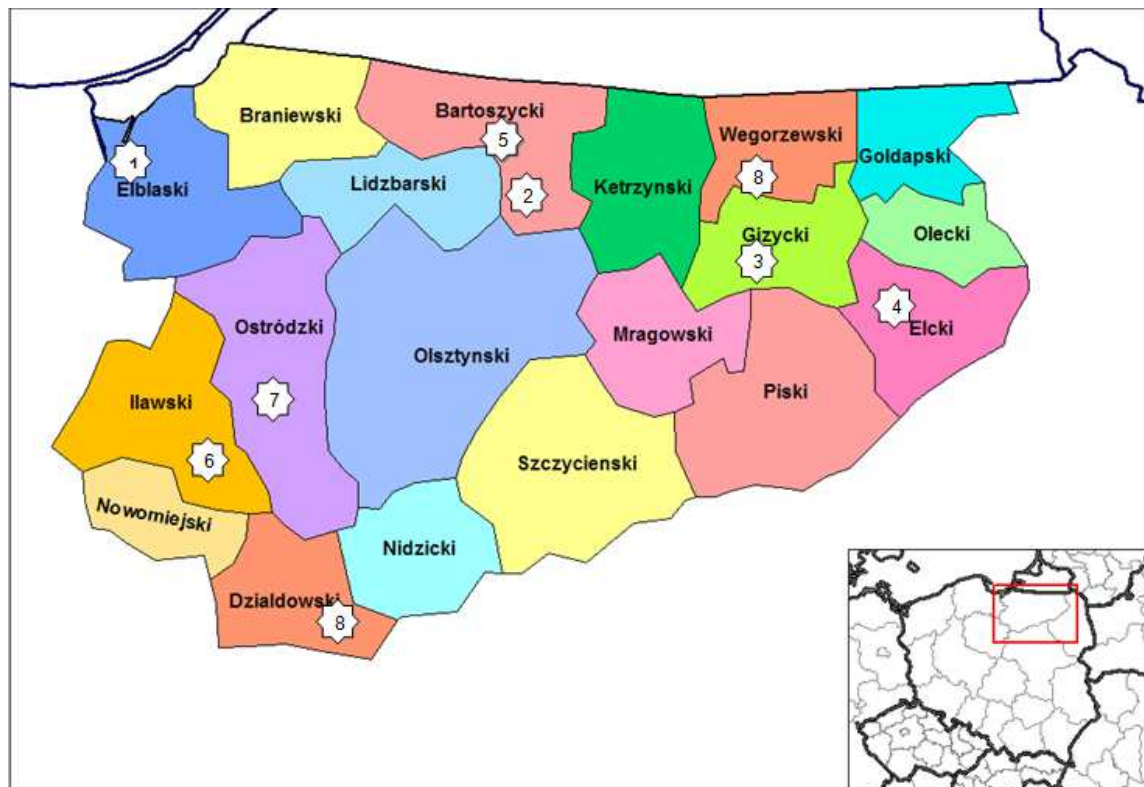 Braniewski
Bartoszycki
5
Wegorzewski
8
Goldapski
1
Elblaski
Lidzbarski
2
Ketrzynski
Gizycki
3
Olecki
4
Elcki
Ostródzki
Olsztynski
Mragowski
Ilawski
7
Piski
6
Szczycienski
Nowomiejski
Nidzicki
Dzialdowski
8